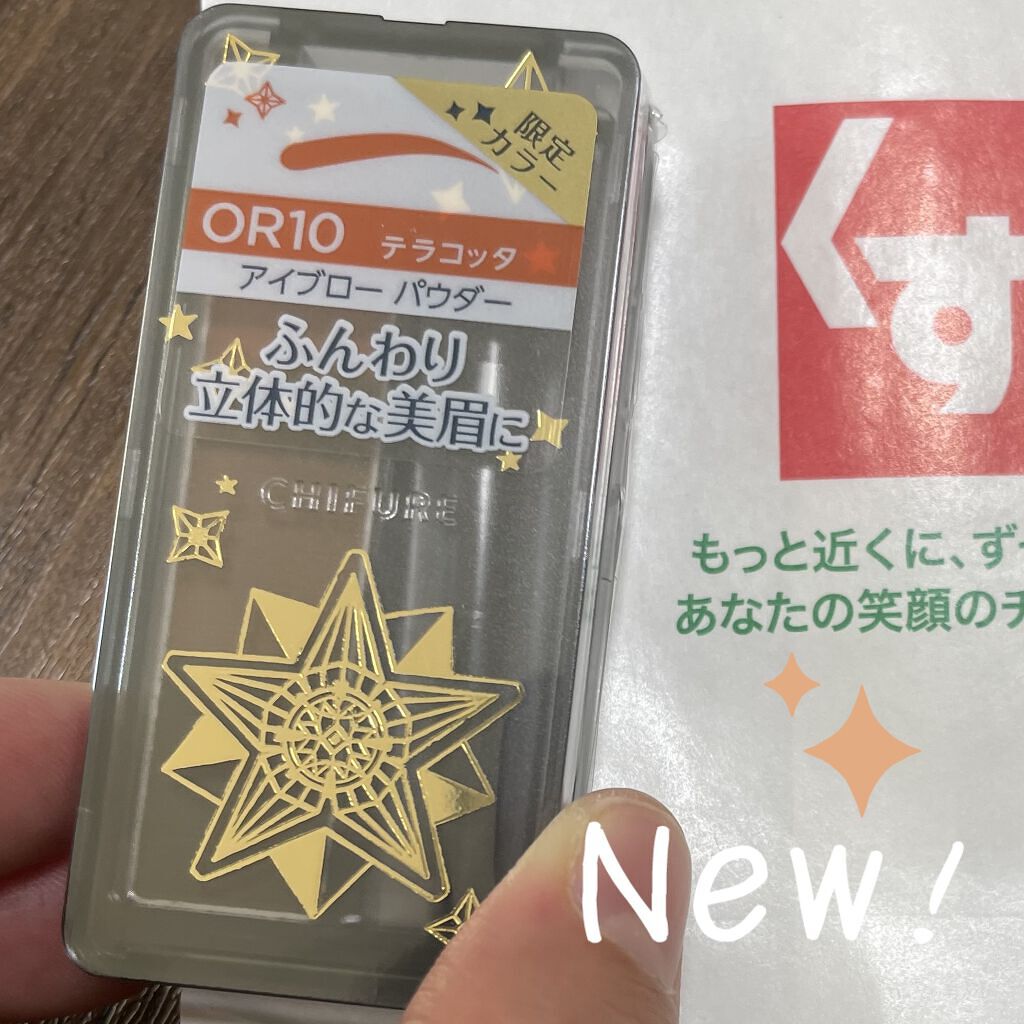 限定
カラー
OR10 テラコッタ
アイブロー パウダー
ふんわり
立体的な美眉に
CHIFURE
くす
もっと近くに、ず
あなたの笑顔の
New!